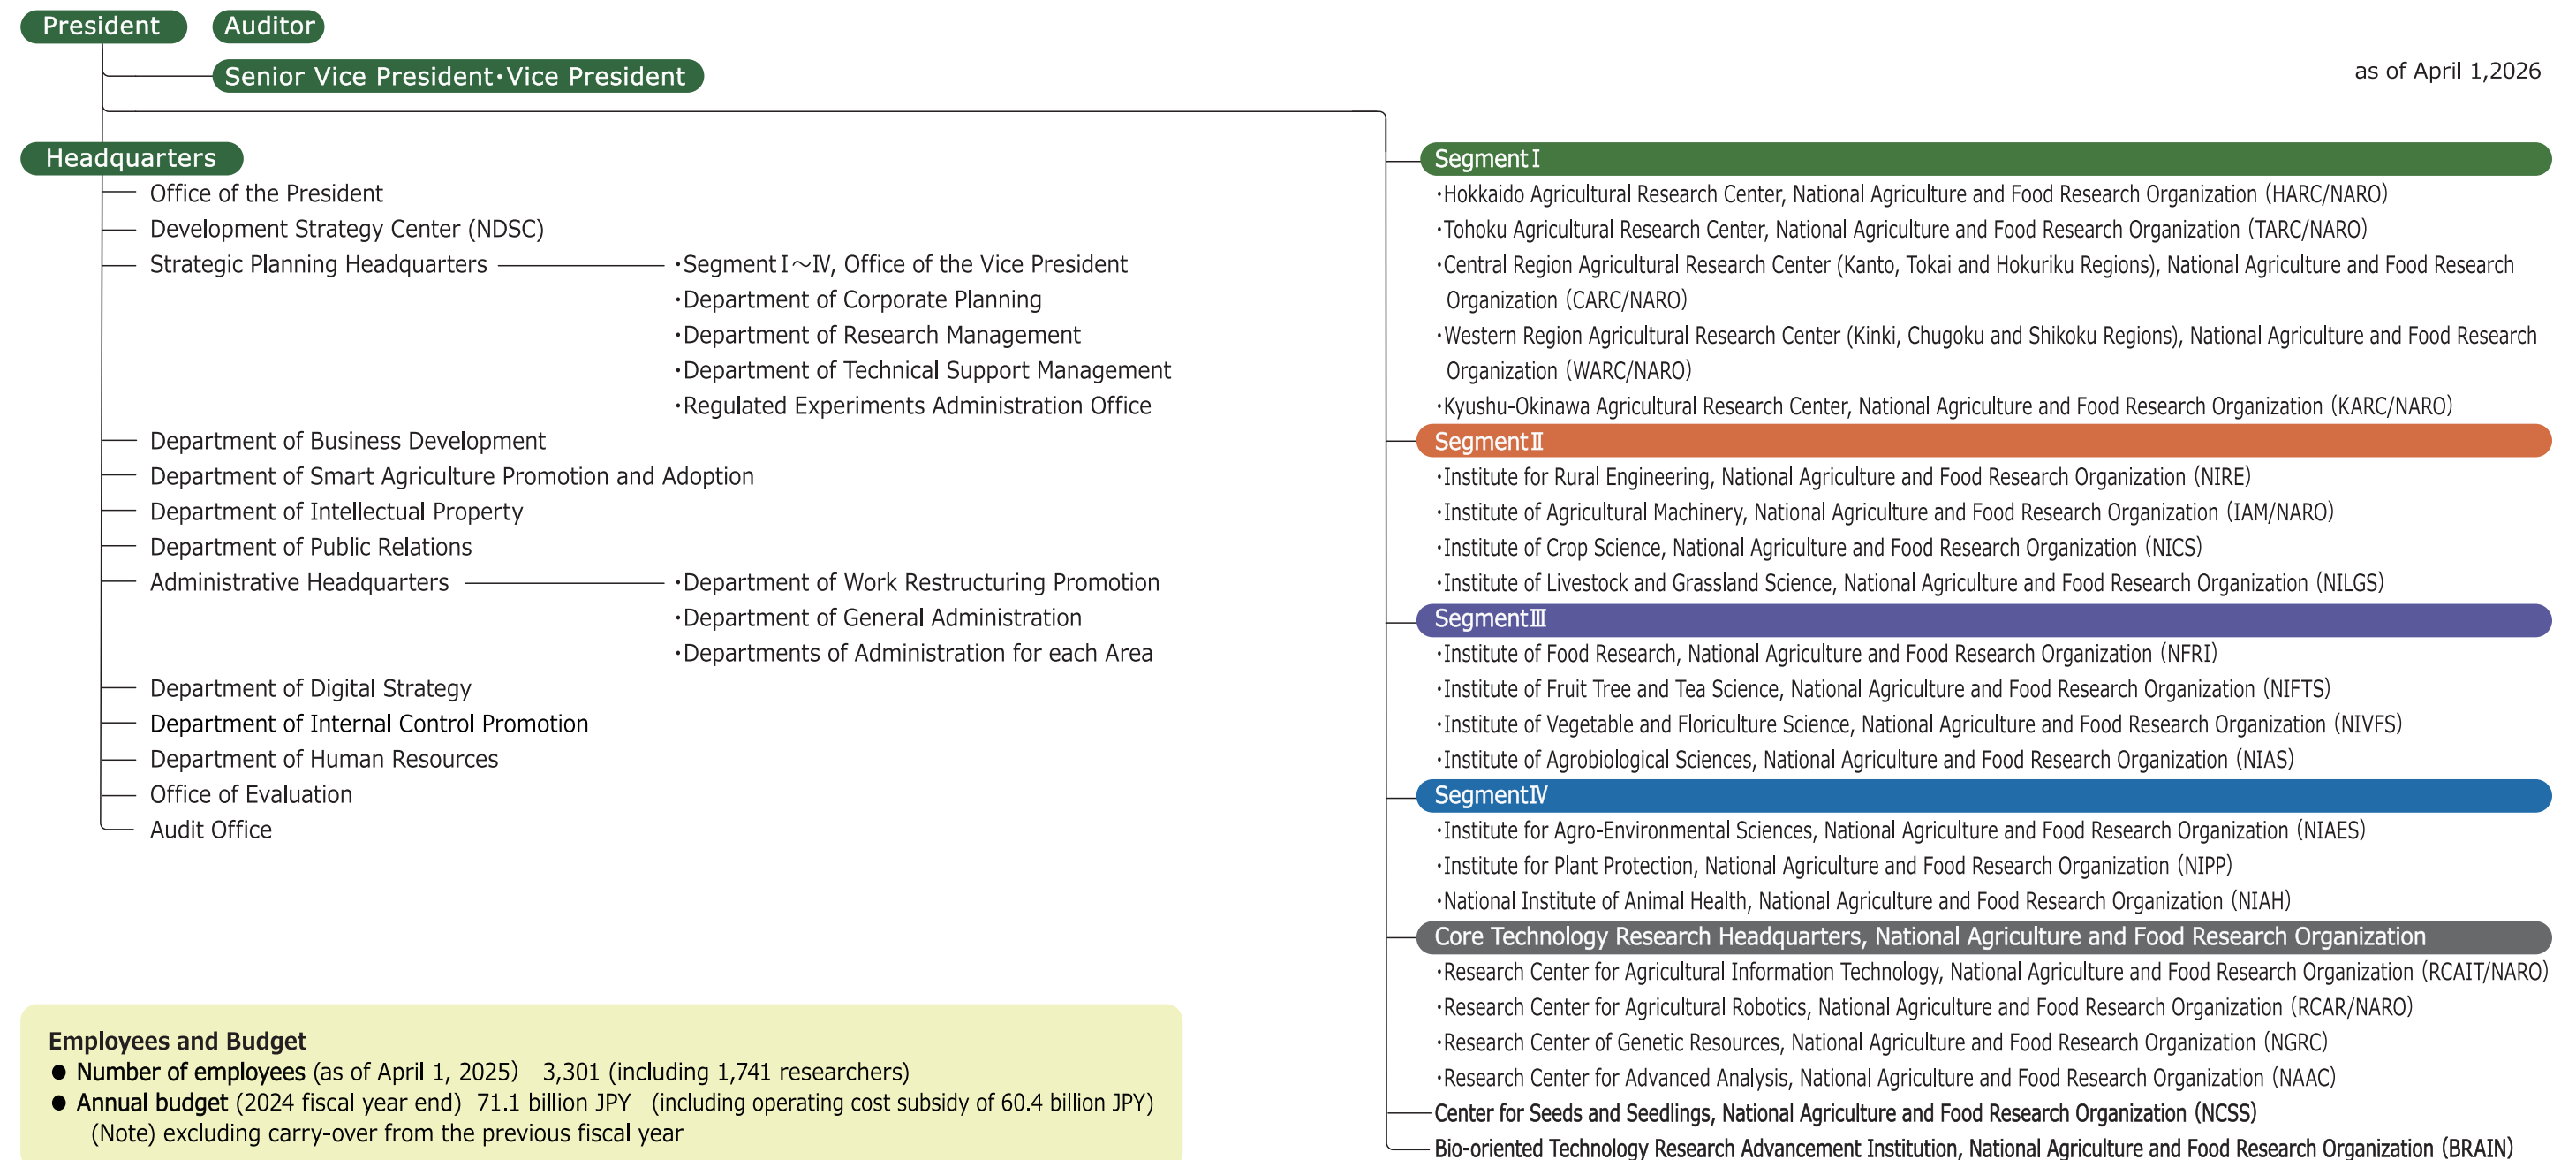 President
Auditor
Senior Vice President・Vice President
as of April 1,2026
Headquarters
Office of the President
Development Strategy Center (NDSC)
Strategic Planning Headquarters
・SegmentⅠ～Ⅳ, Office of the Vice President
・Department of Corporate Planning
・Department of Research Management
・Department of Technical Support Management
・Regulated Experiments Administration Office
Department of Business Development
Department of Smart Agriculture Promotion and Adoption
Department of Intellectual Property
Department of Public Relations
Administrative Headquarters
・Department of Work Restructuring Promotion
・Department of General Administration
・Departments of Administration for each Area
Department of Digital Strategy
Department of Internal Control Promotion
Department of Human Resources
Office of Evaluation
Audit Office
SegmentⅠ
・Hokkaido Agricultural Research Center, National Agriculture and Food Research Organization (HARC/NARO)
・Tohoku Agricultural Research Center, National Agriculture and Food Research Organization (TARC/NARO)
・Central Region Agricultural Research Center (Kanto, Tokai and Hokuriku Regions), National Agriculture and Food Research
Organization (CARC/NARO)
・Western Region Agricultural Research Center (Kinki, Chugoku and Shikoku Regions), National Agriculture and Food Research
Organization (WARC/NARO)
・Kyushu-Okinawa Agricultural Research Center, National Agriculture and Food Research Organization (KARC/NARO)
SegmentⅡ
・Institute for Rural Engineering, National Agriculture and Food Research Organization (NIRE)
・Institute of Agricultural Machinery, National Agriculture and Food Research Organization (IAM/NARO)
・Institute of Crop Science, National Agriculture and Food Research Organization (NICS)
・Institute of Livestock and Grassland Science, National Agriculture and Food Research Organization (NILGS)
SegmentⅢ
・Institute of Food Research, National Agriculture and Food Research Organization (NFRI)
・Institute of Fruit Tree and Tea Science, National Agriculture and Food Research Organization (NIFTS)
・Institute of Vegetable and Floriculture Science, National Agriculture and Food Research Organization (NIVFS)
・Institute of Agrobiological Sciences, National Agriculture and Food Research Organization (NIAS)
SegmentⅣ
・Institute for Agro-Environmental Sciences, National Agriculture and Food Research Organization (NIAES)
・Institute for Plant Protection, National Agriculture and Food Research Organization (NIPP)
・National Institute of Animal Health, National Agriculture and Food Research Organization (NIAH)
Core Technology Research Headquarters, National Agriculture and Food Research Organization
・Research Center for Agricultural Information Technology, National Agriculture and Food Research Organization (RCAIT/NARO)
・Research Center for Agricultural Robotics, National Agriculture and Food Research Organization (RCAR/NARO)
・Research Center of Genetic Resources, National Agriculture and Food Research Organization (NGRC)
・Research Center for Advanced Analysis, National Agriculture and Food Research Organization (NAAC)
Center for Seeds and Seedlings, National Agriculture and Food Research Organization (NCSS)
Bio-oriented Technology Research Advancement Institution, National Agriculture and Food Research Organization (BRAIN)
Employees and Budget
● Number of employees (as of April 1, 2025) 3,301 (including 1,741 researchers)
● Annual budget (2024 fiscal year end) 71.1 billion JPY (including operating cost subsidy of 60.4 billion JPY)
(Note) excluding carry-over from the previous fiscal year